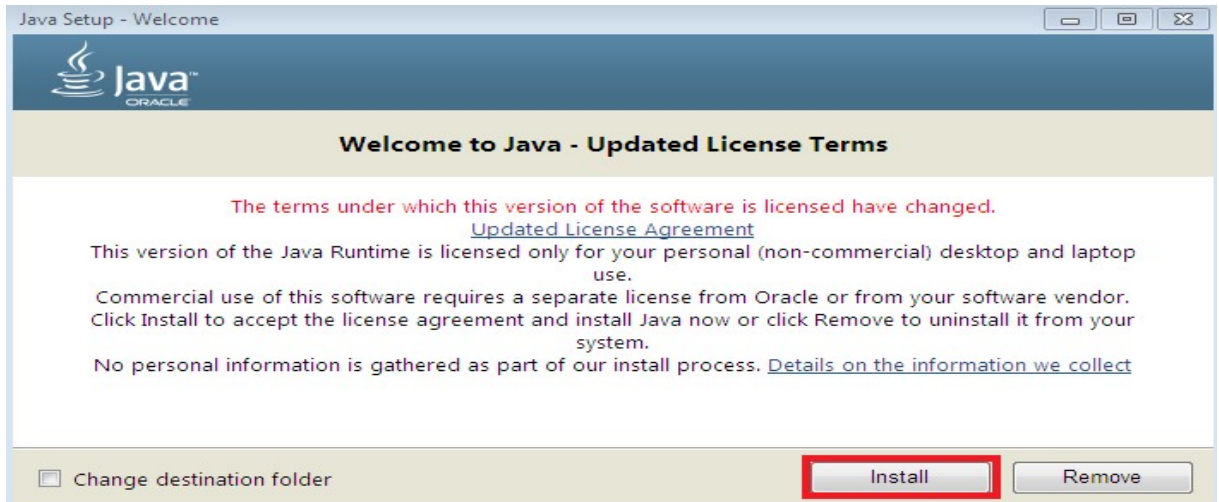 Java Setup - Welcome
Java™
ORACLE
Welcome to Java - Updated License Terms
The terms under which this version of the software is licensed have changed.
Updated License Agreement
This version of the Java Runtime is licensed only for your personal (non-commercial) desktop and laptop
use.
Commercial use of this software requires a separate license from Oracle or from your software vendor.
Click Install to accept the license agreement and install Java now or click Remove to uninstall it from your
system.
No personal information is gathered as part of our install process. Details on the information we collect
Change destination folder
Install
Remove